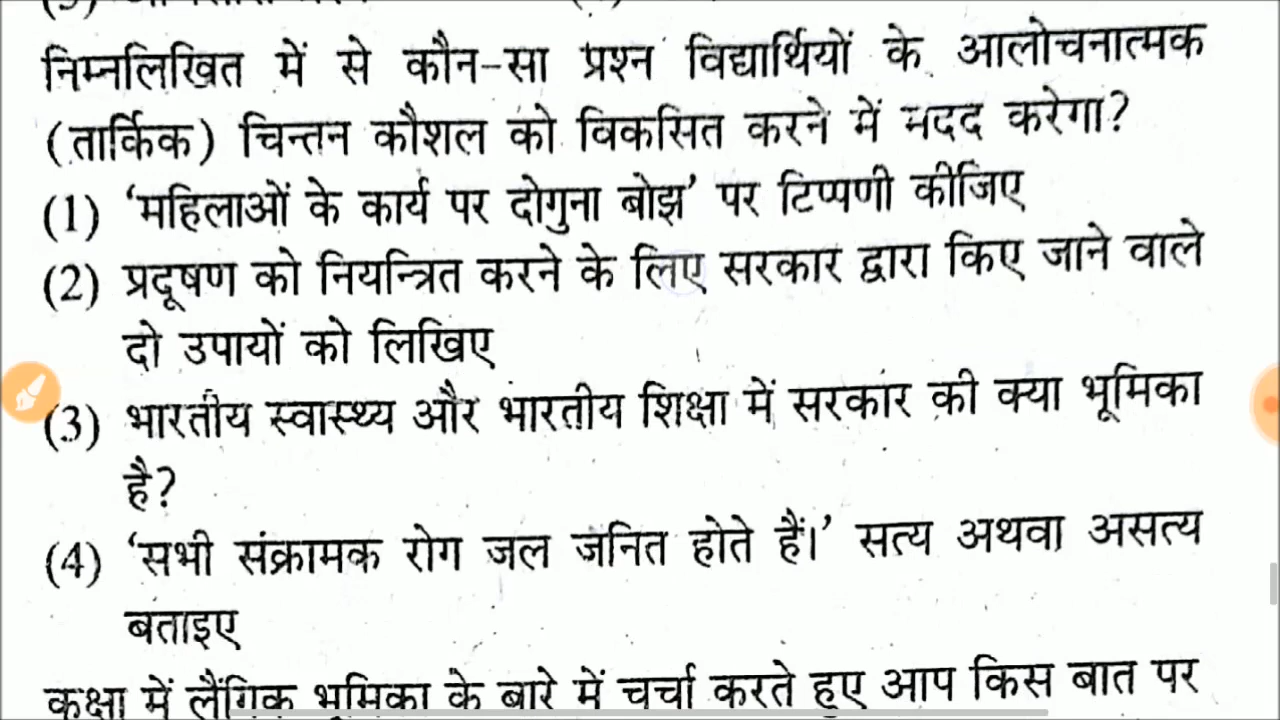 निम्नलिखित में से कौन-सा प्रश्न विद्यार्थियों के आलोचनात्मक
(तार्किक) चिन्तन कौशल को विकसित करने में मदद करेगा?
(1) ‘महिलाओं के कार्य पर दोगुना बोझ’ पर टिप्पणी कीजिए
(2) प्रदूषण को नियन्त्रित करने के लिए सरकार द्वारा किए जाने वाले
दो उपायों को लिखिए
(3) भारतीय स्वास्थ्य और भारतीय शिक्षा में सरकार की क्या भूमिका
है?
(4) ‘सभी संक्रामक रोग जल जनित होते हैं।’ सत्य अथवा असत्य
बताइए
कक्षा में लैंगिक भूमिका के बारे में चर्चा करते हुए आप किस बात पर